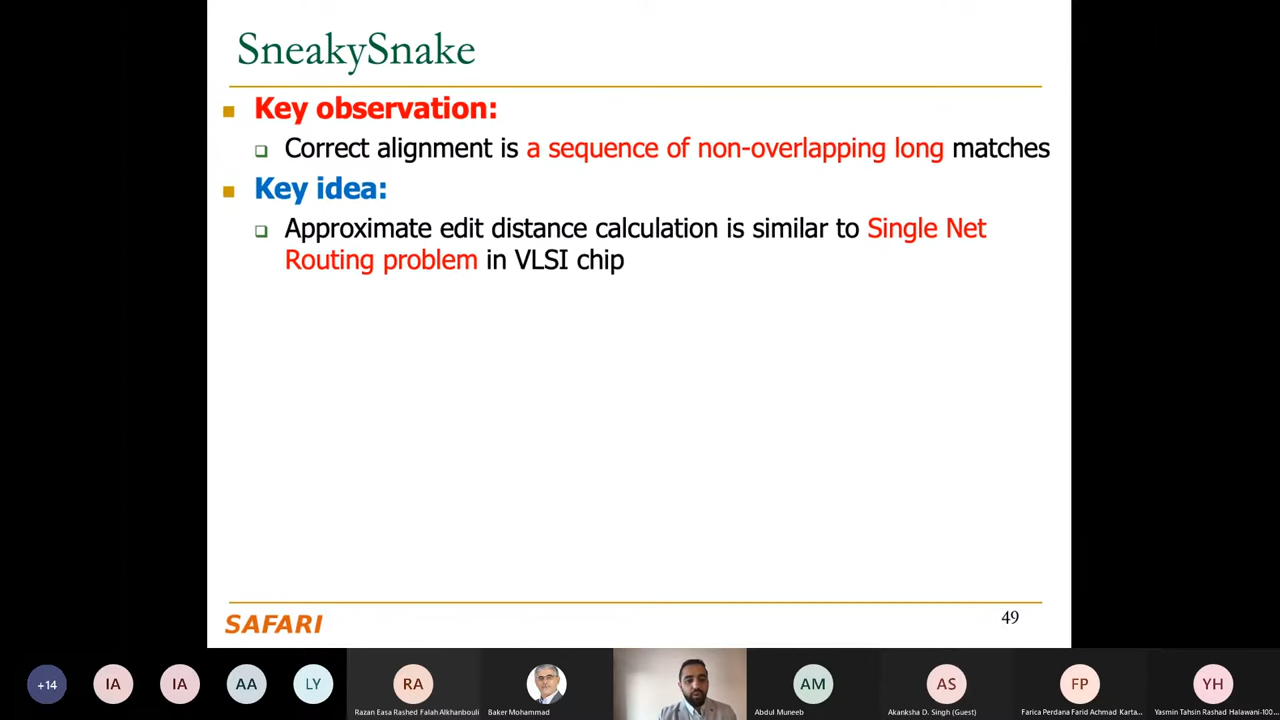 SneakySnake
Key observation:
Correct alignment is a sequence of non-overlapping long matches
Key idea:
Approximate edit distance calculation is similar to Single Net
Routing problem in VLSI chip
SAFARI
49
+14
IA
IA
AA
LY
RA
AM
AS
FP
YH
Razan Easa Rashed Falah Alkhanbouli
Baker Mohammad
Abdul Muneeb
Akanksha D. Singh (Guest)
Farica Perdana Farid Achmad Karta...
Yasmin Tahsin Rashad Halawani-100...